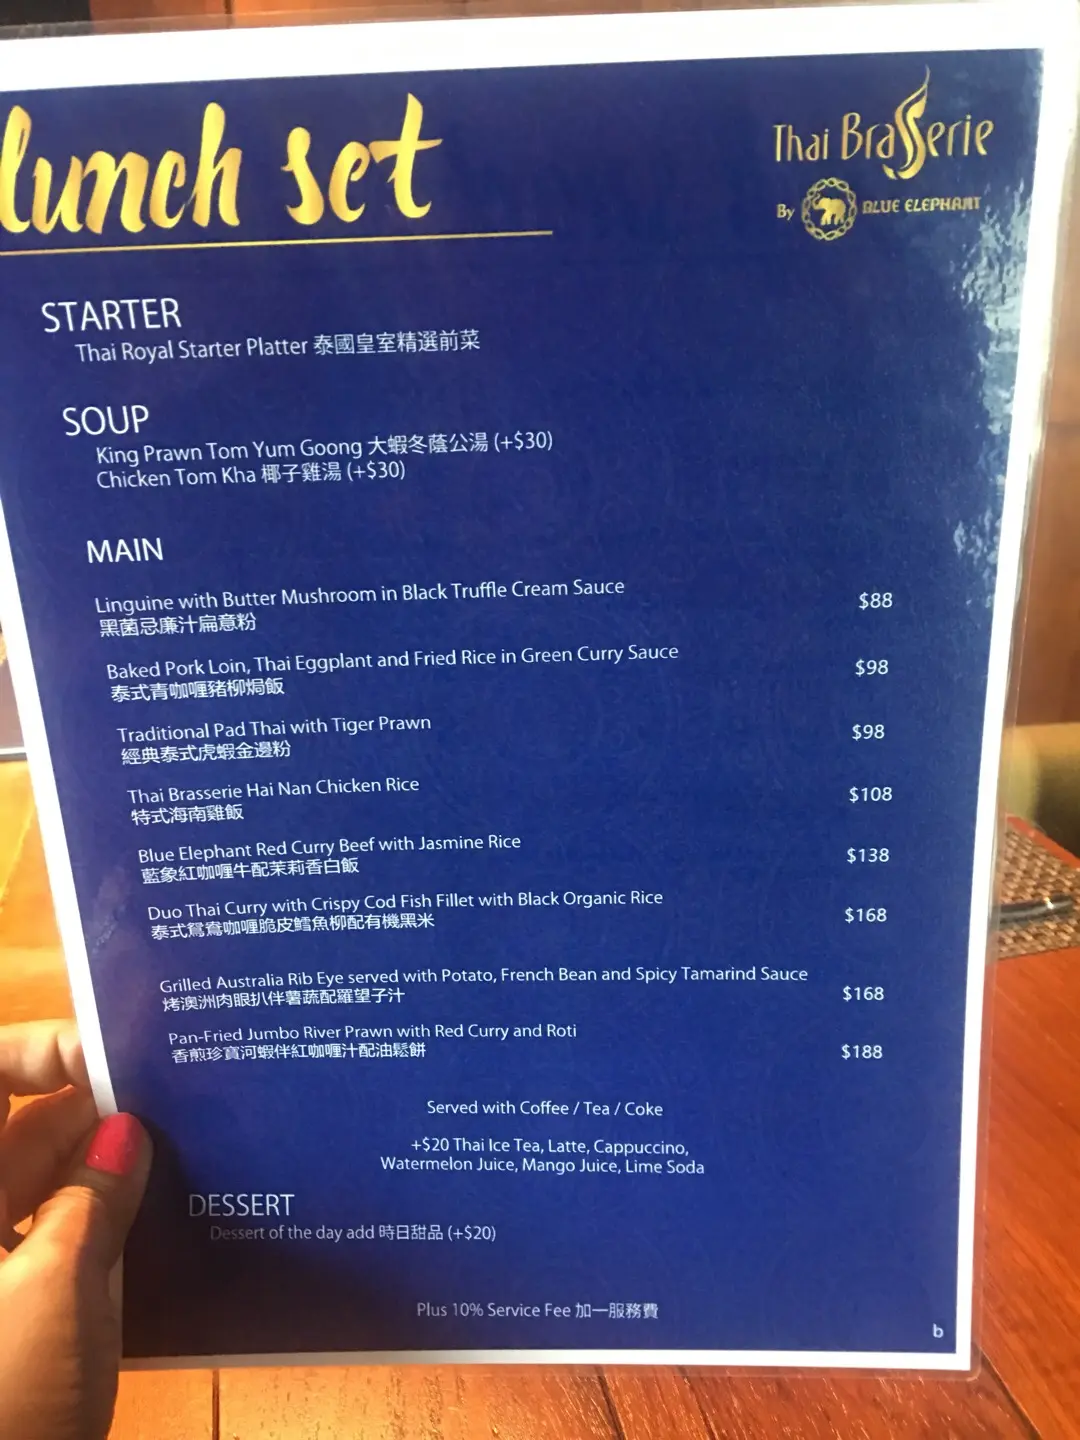 lunch set
Thai Brasserie
By BLUE ELEPHANT
STARTER
Thai Royal Starter Platter 泰國皇室精選前菜
SOUP
King Prawn Tom Yum Goong 大蝦冬蔭公湯 (+$30)
Chicken Tom Kha 椰子雞湯 (+$30)
MAIN
Linguine with Butter Mushroom in Black Truffle Cream Sauce $88
黑菌忌廉汁扁意粉
Baked Pork Loin, Thai Eggplant and Fried Rice in Green Curry Sauce $98
泰式青咖喱豬柳焗飯
Traditional Pad Thai with Tiger Prawn $98
經典泰式虎蝦金邊粉
Thai Brasserie Hai Nan Chicken Rice $108
特式海南雞飯
Blue Elephant Red Curry Beef with Jasmine Rice $138
藍象紅咖喱牛配茉莉香白飯
Duo Thai Curry with Crispy Cod Fish Fillet with Black Organic Rice $168
泰式鴛鴦咖喱脆皮鱈魚柳配有機黑米
Grilled Australia Rib Eye served with Potato, French Bean and Spicy Tamarind Sauce $168
烤澳洲肉眼扒伴薯蔬配羅望子汁
Pan-Fried Jumbo River Prawn with Red Curry and Roti $188
香煎珍寶河蝦伴紅咖喱汁配油鬆餅
Served with Coffee / Tea / Coke
+$20 Thai Ice Tea, Latte, Cappuccino,
Watermelon Juice, Mango Juice, Lime Soda
DESSERT
Dessert of the day add 時日甜品 (+$20)
Plus 10% Service Fee 加一服務費
b